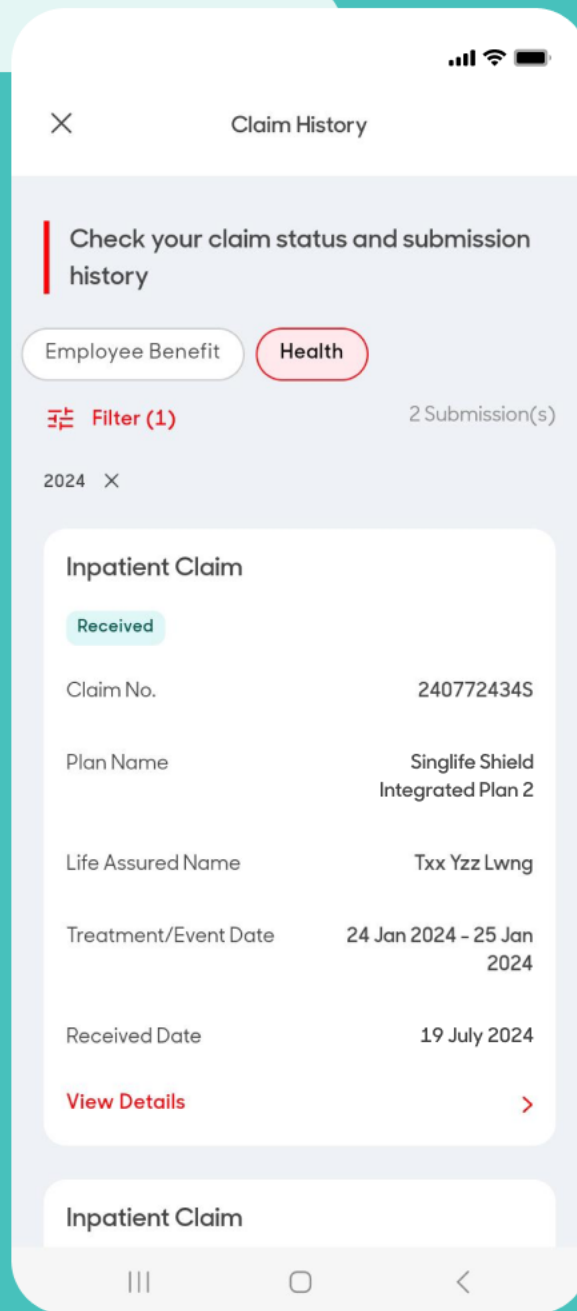 Claim History
Check your claim status and submission
history
Employee Benefit
Health
Filter (1)
2 Submission(s)
2024
Inpatient Claim
Received
Claim No.
240772434S
Plan Name
Singlife Shield
Integrated Plan 2
Life Assured Name
Txx Yzz Lwng
Treatment/Event Date
24 Jan 2024 - 25 Jan
2024
Received Date
19 July 2024
View Details
Inpatient Claim